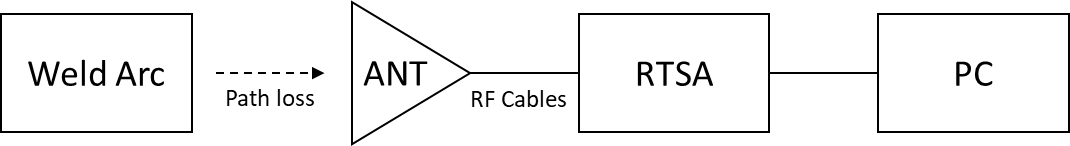 Weld Arc
Path loss
ANT
RF Cables
RTSA
PC